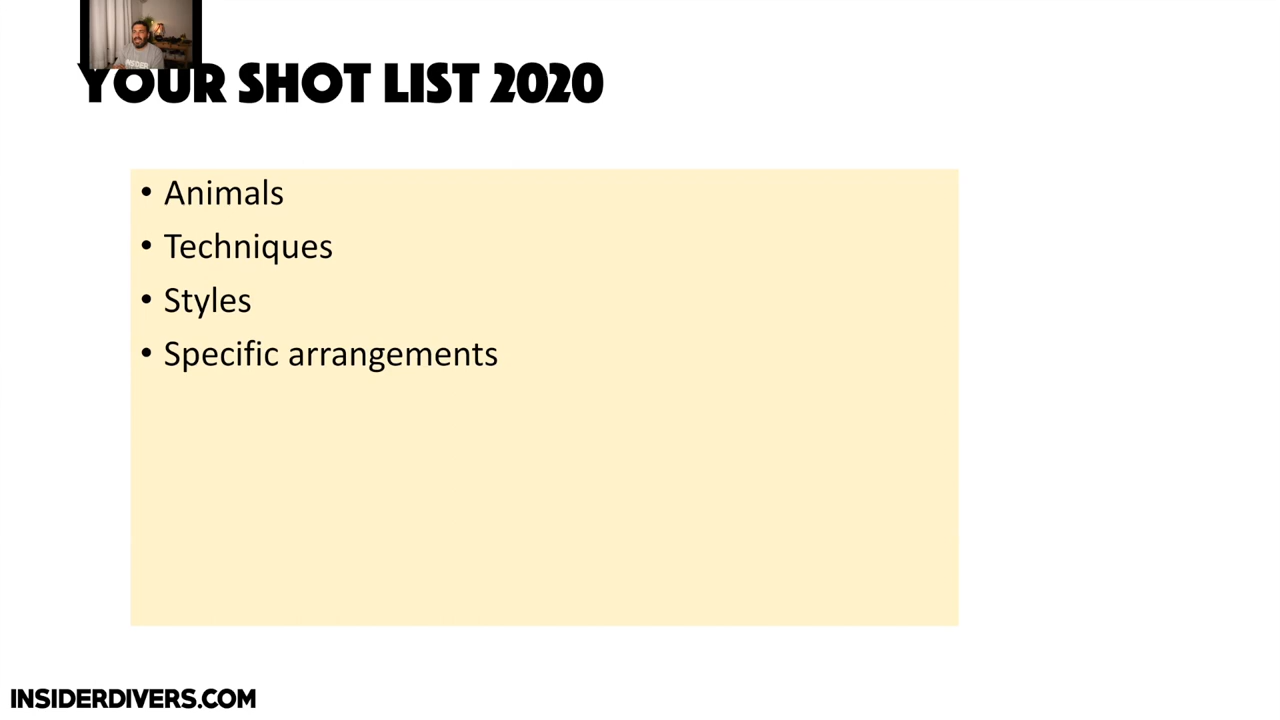 YOUR SHOT LIST 2020
• Animals
• Techniques
• Styles
• Specific arrangements
INSIDERDIVERS.COM